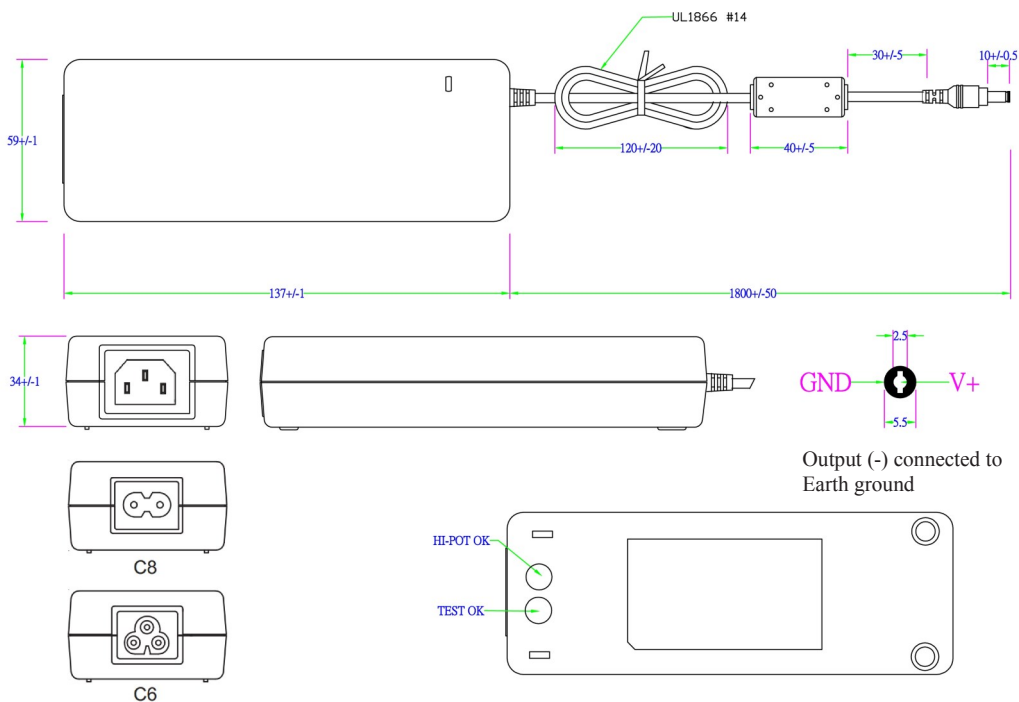 UL1866 #14
30+/-5
10+/-0.5
59+/-1
120+/-20
40+/-5
137+/-1
1800+/-50
34+/-1
2.5
GND
V+
5.5
Output (-) connected to
Earth ground
C8
HI-POT OK
TEST OK
C6